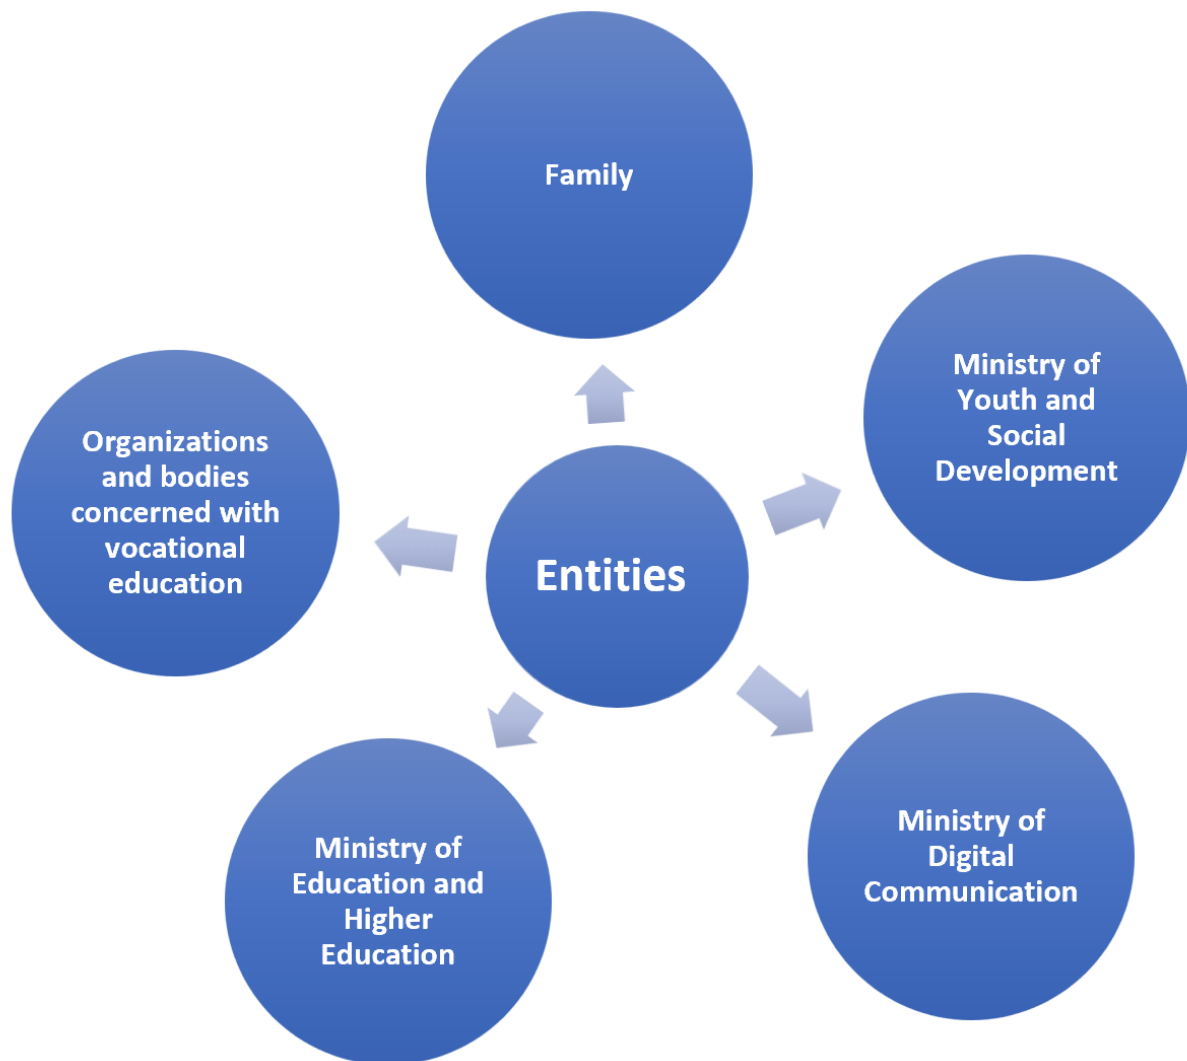 Family
Ministry of
Youth and
Social
Development
Organizations
and bodies
concerned with
vocational
education
Entities
Ministry of
Digital
Communication
Ministry of
Education and
Higher
Education